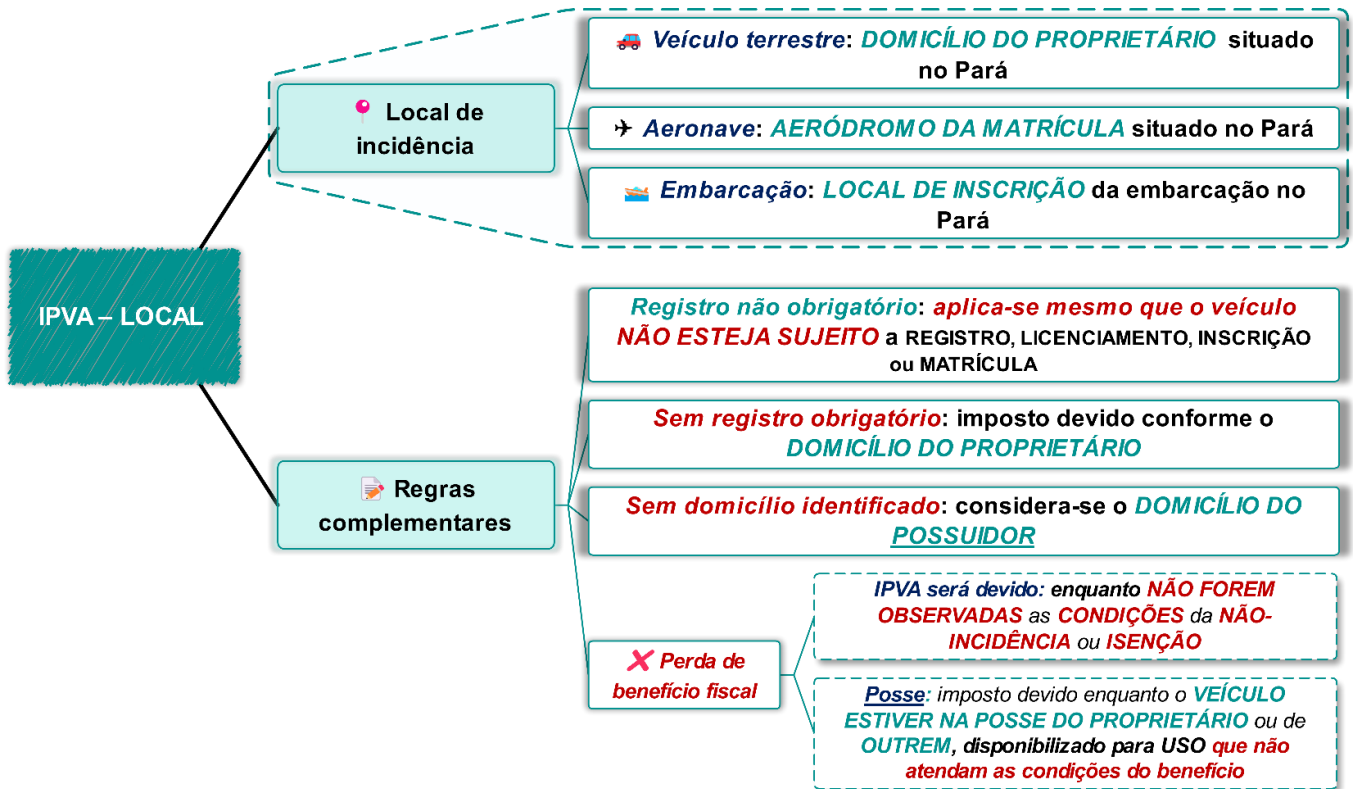 IPVA – LOCAL
📍 Local de
incidência
🚗 Veículo terrestre: DOMICÍLIO DO PROPRIETÁRIO situado
no Pará
✈ Aeronave: AERÓDROMO DA MATRÍCULA situado no Pará
🚤 Embarcação: LOCAL DE INSCRIÇÃO da embarcação no
Pará
📝 Regras
complementares
Registro não obrigatório: aplica-se mesmo que o veículo
NÃO ESTEJA SUJEITO a REGISTRO, LICENCIAMENTO, INSCRIÇÃO
ou MATRÍCULA
Sem registro obrigatório: imposto devido conforme o
DOMICÍLIO DO PROPRIETÁRIO
Sem domicílio identificado: considera-se o DOMICÍLIO DO
POSSUIDOR
❌ Perda de
benefício fiscal
IPVA será devido: enquanto NÃO FOREM
OBSERVADAS as CONDIÇÕES da NÃO-
INCIDÊNCIA ou ISENÇÃO
Posse: imposto devido enquanto o VEÍCULO
ESTIVER NA POSSE DO PROPRIETÁRIO ou de
OUTREM, disponibilizado para USO que não
atendam as condições do benefício